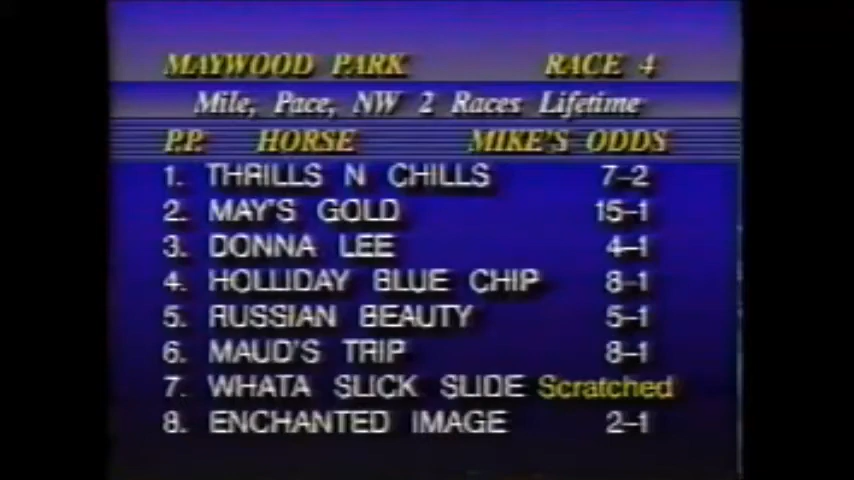 MAYWOOD PARK RACE 4
Mile, Pace, NW 2 Races Lifetime
P.P. HORSE MIKE'S ODDS
1. THRILLS N CHILLS 7-2
2. MAY'S GOLD 15-1
3. DONNA LEE 4-1
4. HOLLIDAY BLUE CHIP 8-1
5. RUSSIAN BEAUTY 5-1
6. MAUD'S TRIP 8-1
7. WHATA SLICK SLIDE Scratched
8. ENCHANTED IMAGE 2-1